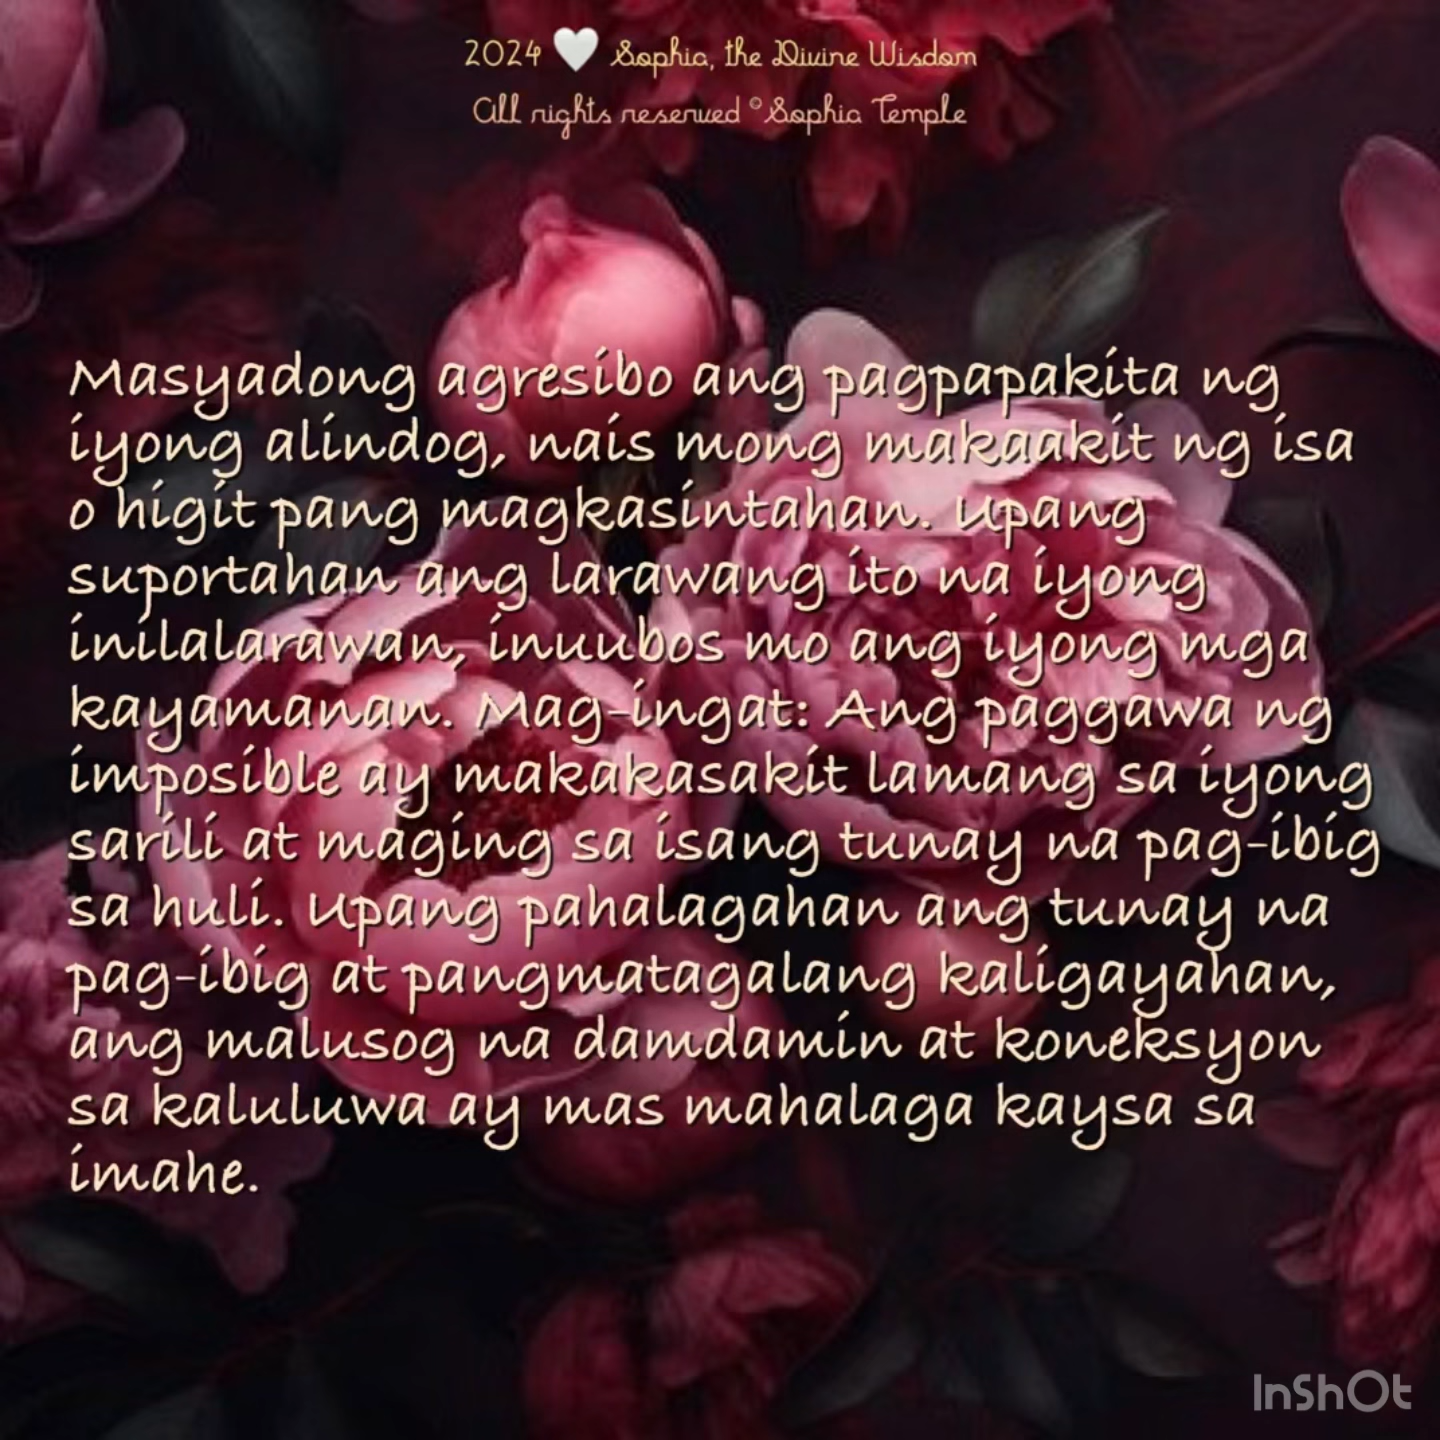 2024 🤍 Sophia, the Divine Wisdom
All rights reserved © Sophia Temple
Masyadong agresibo ang pagpapakita ng
iyong alindog, nais mong makaakit ng isa
o higit pang magkasintahan. Upang
suportahan ang larawang ito na iyong
inilalarawan, inuubos mo ang iyong mga
kayamanan. Mag-ingat: Ang paggawa ng
imposible ay makakasakit lamang sa iyong
sarili at maging sa isang tunay na pag-ibig
sa huli. Upang pahalagahan ang tunay na
pag-ibig at pangmatagalang kaligayahan,
ang malusog na damdamin at koneksyon
sa kaluluwa ay mas mahalaga kaysa sa
imahe.
InShOt